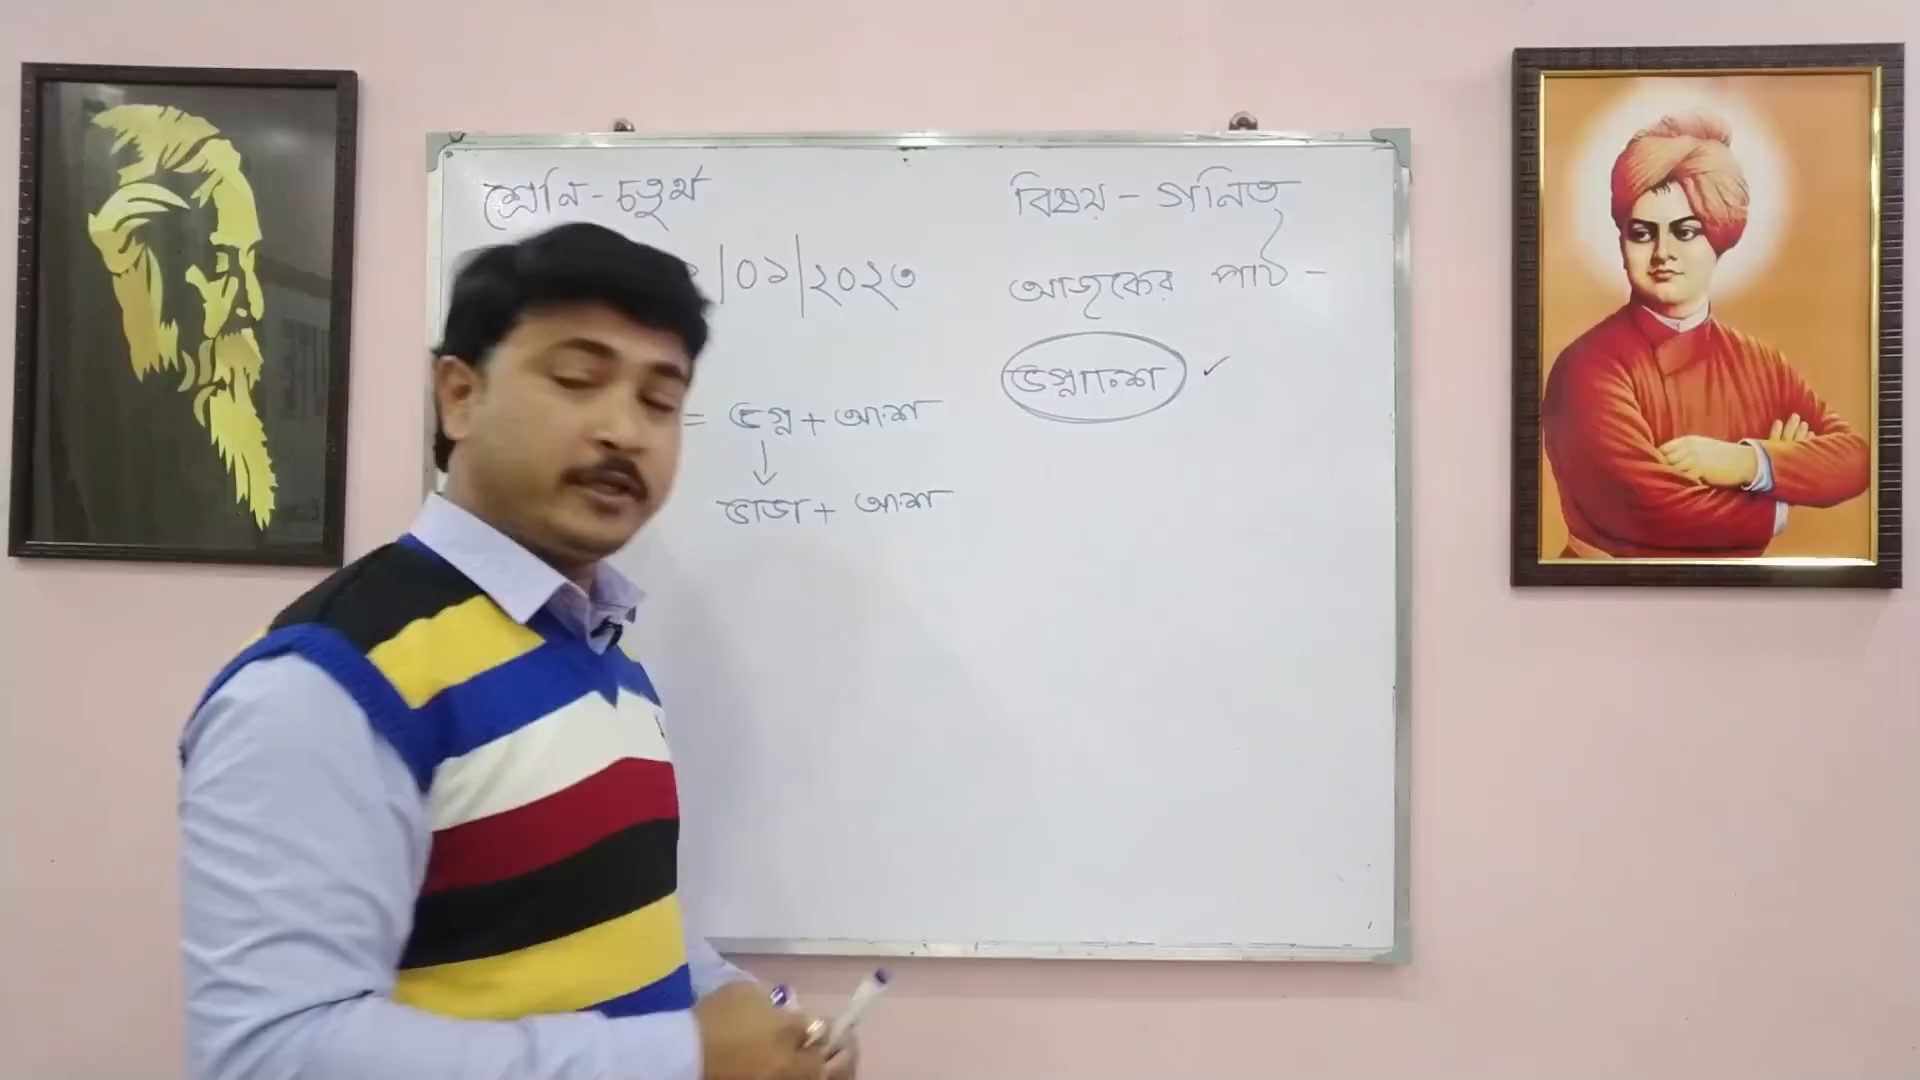 শ্রেনি - চতুর্থ
বিষয় - গনিত
/০১/২০২৩
আজকের পাঠ -
ভগ্নাংশ ✓
= ভগ্ন + অংশ
↓
ভাঙা + অংশ